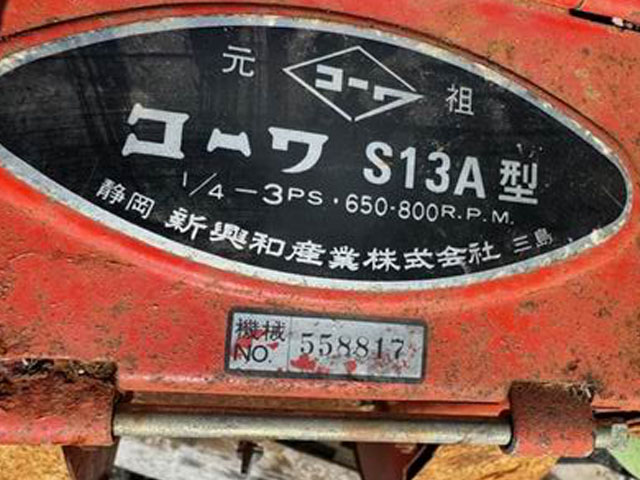 元 コーワ 祖
コーワ S13A型
1/4-3PS・650-800R.P.M.
静岡 新興和産業株式会社 三島
機械
NO. 558817